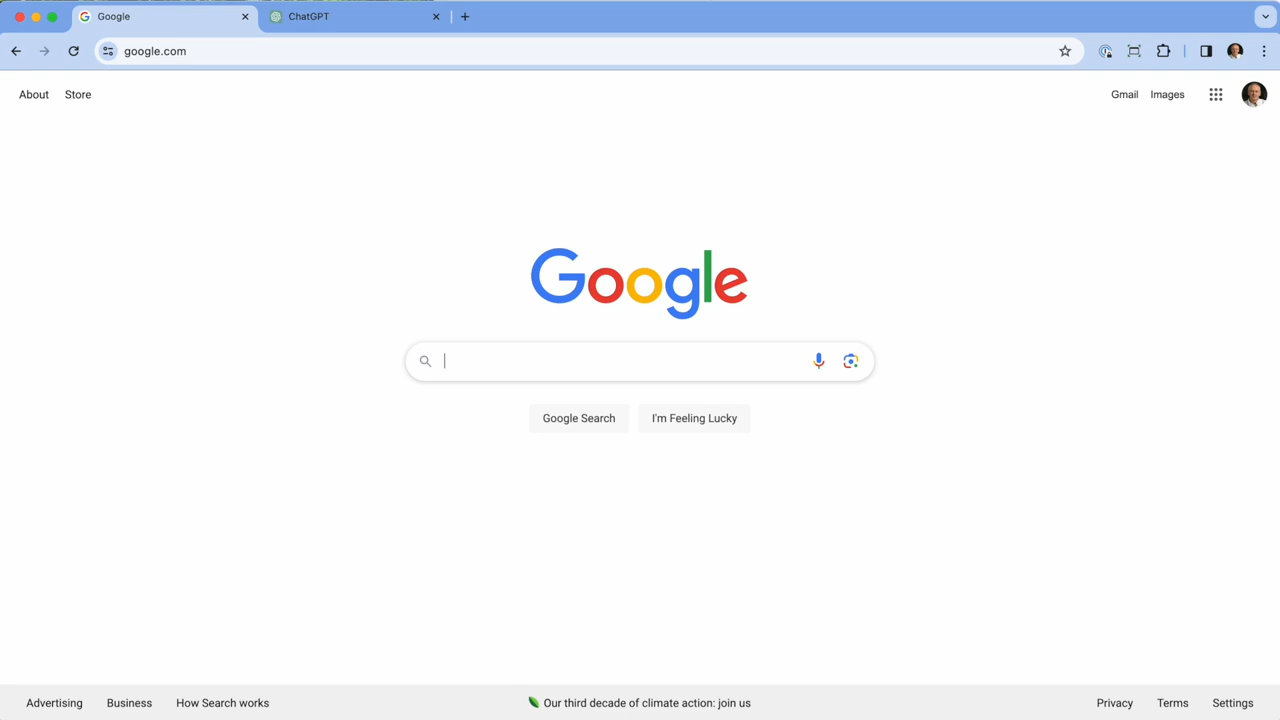 Google
ChatGPT
google.com
About Store
Gmail Images
Google
Google Search I'm Feeling Lucky
Advertising Business How Search works
Our third decade of climate action: join us
Privacy Terms Settings